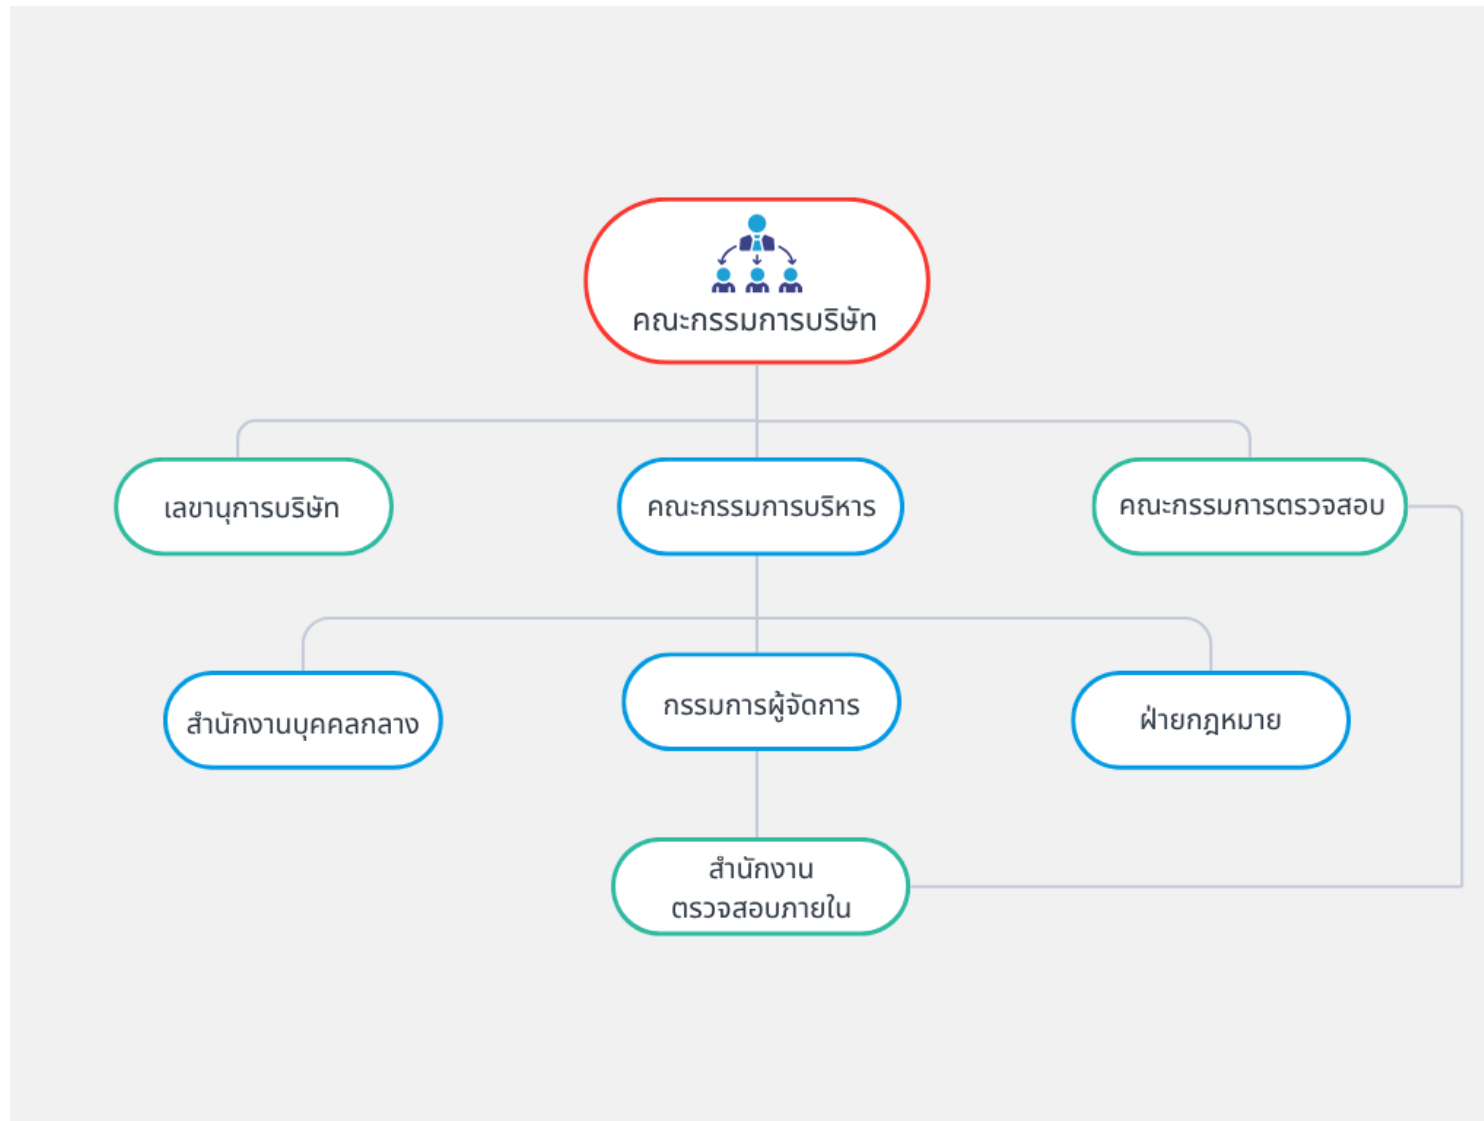 คณะกรรมการบริษัท
เลขานุการบริษัท
คณะกรรมการบริหาร
คณะกรรมการตรวจสอบ
สำนักงานบุคคลกลาง
กรรมการผู้จัดการ
ฝ่ายกฎหมาย
สำนักงาน
ตรวจสอบภายใน